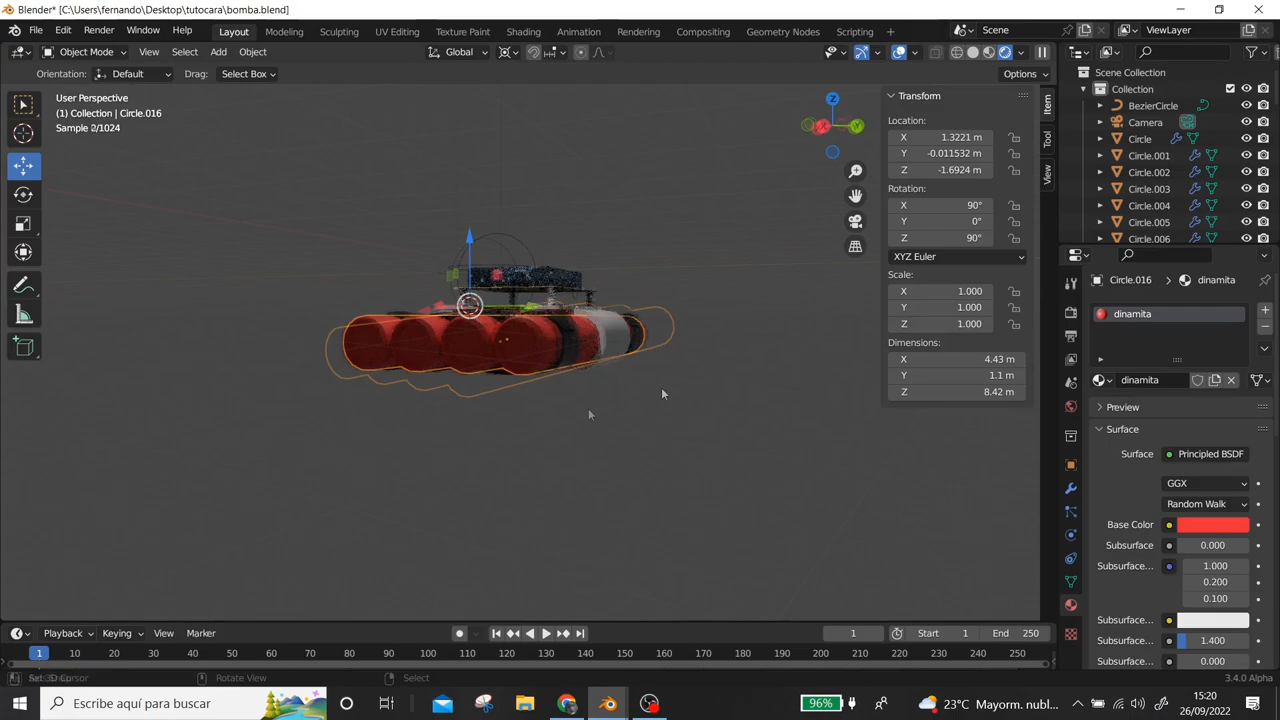 Blender* [C:\Users\fernando\Desktop\tutocara\bomba.blend]
File Edit Render Window Help Layout Modeling Sculpting UV Editing Texture Paint Shading Animation Rendering Compositing Geometry Nodes Scripting + Scene ViewLayer
Object Mode View Select Add Object Global
Orientation: Default Drag: Select Box Options
User Perspective
(1) Collection | Circle.016
Sample 2/1024
X Y Z
Transform
Location:
X 1.3221 m
Y -0.011532 m
Z -1.6924 m
Rotation:
X 90°
Y 0°
Z 90°
XYZ Euler
Scale:
X 1.000
Y 1.000
Z 1.000
Dimensions:
X 4.43 m
Y 1.1 m
Z 8.42 m
Item
Tool
View
Scene Collection
Collection
BezierCircle
Camera
Circle
Circle.001
Circle.002
Circle.003
Circle.004
Circle.005
Circle.006
Circle.016 > dinamita
dinamita
dinamita
Preview
Surface
Surface Principled BSDF
GGX
Random Walk
Base Color
Subsurface 0.000
Subsurface... 1.000
0.200
0.100
Subsurface...
Subsurface... 1.400
Subsurface... 0.000
Playback Keying View Marker 1 Start 1 End 250
1 10 20 30 40 50 60 70 80 90 100 110 120 130 140 150 160 170 180 190 200 210 220 230 240 250
Rotate View Select 3.4.0 Alpha
Escribe aquí para buscar 96% 23°C Mayorm. nubl... 15:20
26/09/2022